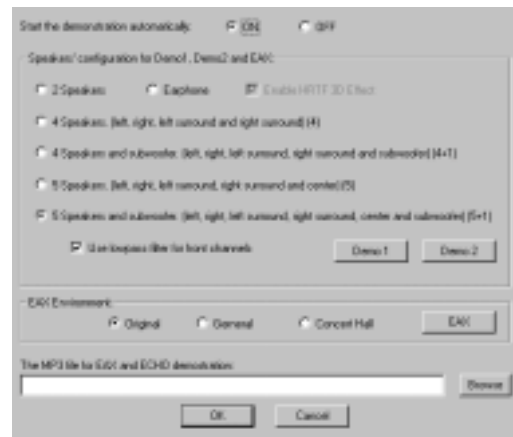 Start the demonstration automatically: ON OFF
Speakers' configuration for Demo1, Demo2 and EAX:
2 Speakers Earphone Enable HRTF 3D Effect
4 Speakers. (left, right, left surround and right surround) (4)
4 Speakers and subwoofer. (left, right, left surround, right surround and subwoofer) (4+1)
5 Speakers. (left, right, left surround, right surround and center) (5)
5 Speakers and subwoofer. (left, right, left surround, right surround, center and subwoofer) (5+1)
Use lowpass filter for front channels Demo 1 Demo 2
EAX Environment:
Original General Concert Hall EAX
The MP3 file for EAX and ECHO demostration:
Browse
OK Cancel